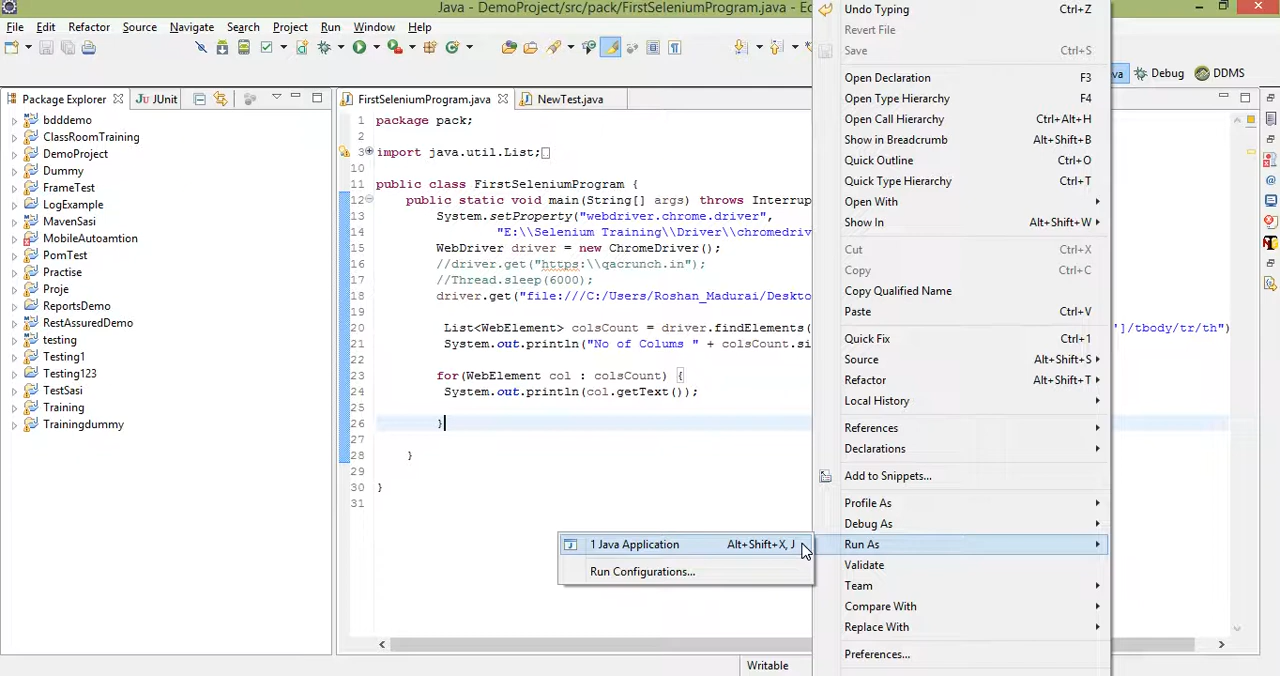 Java - DemoProject/src/pack/FirstSeleniumProgram.java - Ec
File Edit Refactor Source Navigate Search Project Run Window Help
Debug DDMS
Package Explorer JUnit
bdddemo
ClassRoomTraining
DemoProject
Dummy
FrameTest
LogExample
MavenSasi
MobileAutoamtion
PomTest
Practise
Proje
ReportsDemo
RestAssuredDemo
testing
Testing1
Testing123
TestSasi
Training
Trainingdummy
FirstSeleniumProgram.java NewTest.java
1 package pack;
2
3 import java.util.List;
10
11 public class FirstSeleniumProgram {
12 public static void main(String[] args) throws Interrup
13 System.setProperty("webdriver.chrome.driver",
14 "E:\\Selenium Training\\Driver\\chromedriv
15 WebDriver driver = new ChromeDriver();
16 //driver.get("https:\\qacrunch.in");
17 //Thread.sleep(6000);
18 driver.get("file:///C:/Users/Roshan_Madurai/Deskto
19
20 List<WebElement> colsCount = driver.findElements( ']/tbody/tr/th")
21 System.out.println("No of Colums " + colsCount.si
22
23 for(WebElement col : colsCount) {
24 System.out.println(col.getText());
25
26 }
27
28 }
29
30 }
31
Undo Typing Ctrl+Z
Revert File
Save Ctrl+S
Open Declaration F3
Open Type Hierarchy F4
Open Call Hierarchy Ctrl+Alt+H
Show in Breadcrumb Alt+Shift+B
Quick Outline Ctrl+O
Quick Type Hierarchy Ctrl+T
Open With
Show In Alt+Shift+W
Cut Ctrl+X
Copy Ctrl+C
Copy Qualified Name
Paste Ctrl+V
Quick Fix Ctrl+1
Source Alt+Shift+S
Refactor Alt+Shift+T
Local History
References
Declarations
Add to Snippets...
Profile As
Debug As
Run As
Validate
Team
Compare With
Replace With
Preferences...
1 Java Application Alt+Shift+X, J
Run Configurations...
Writable